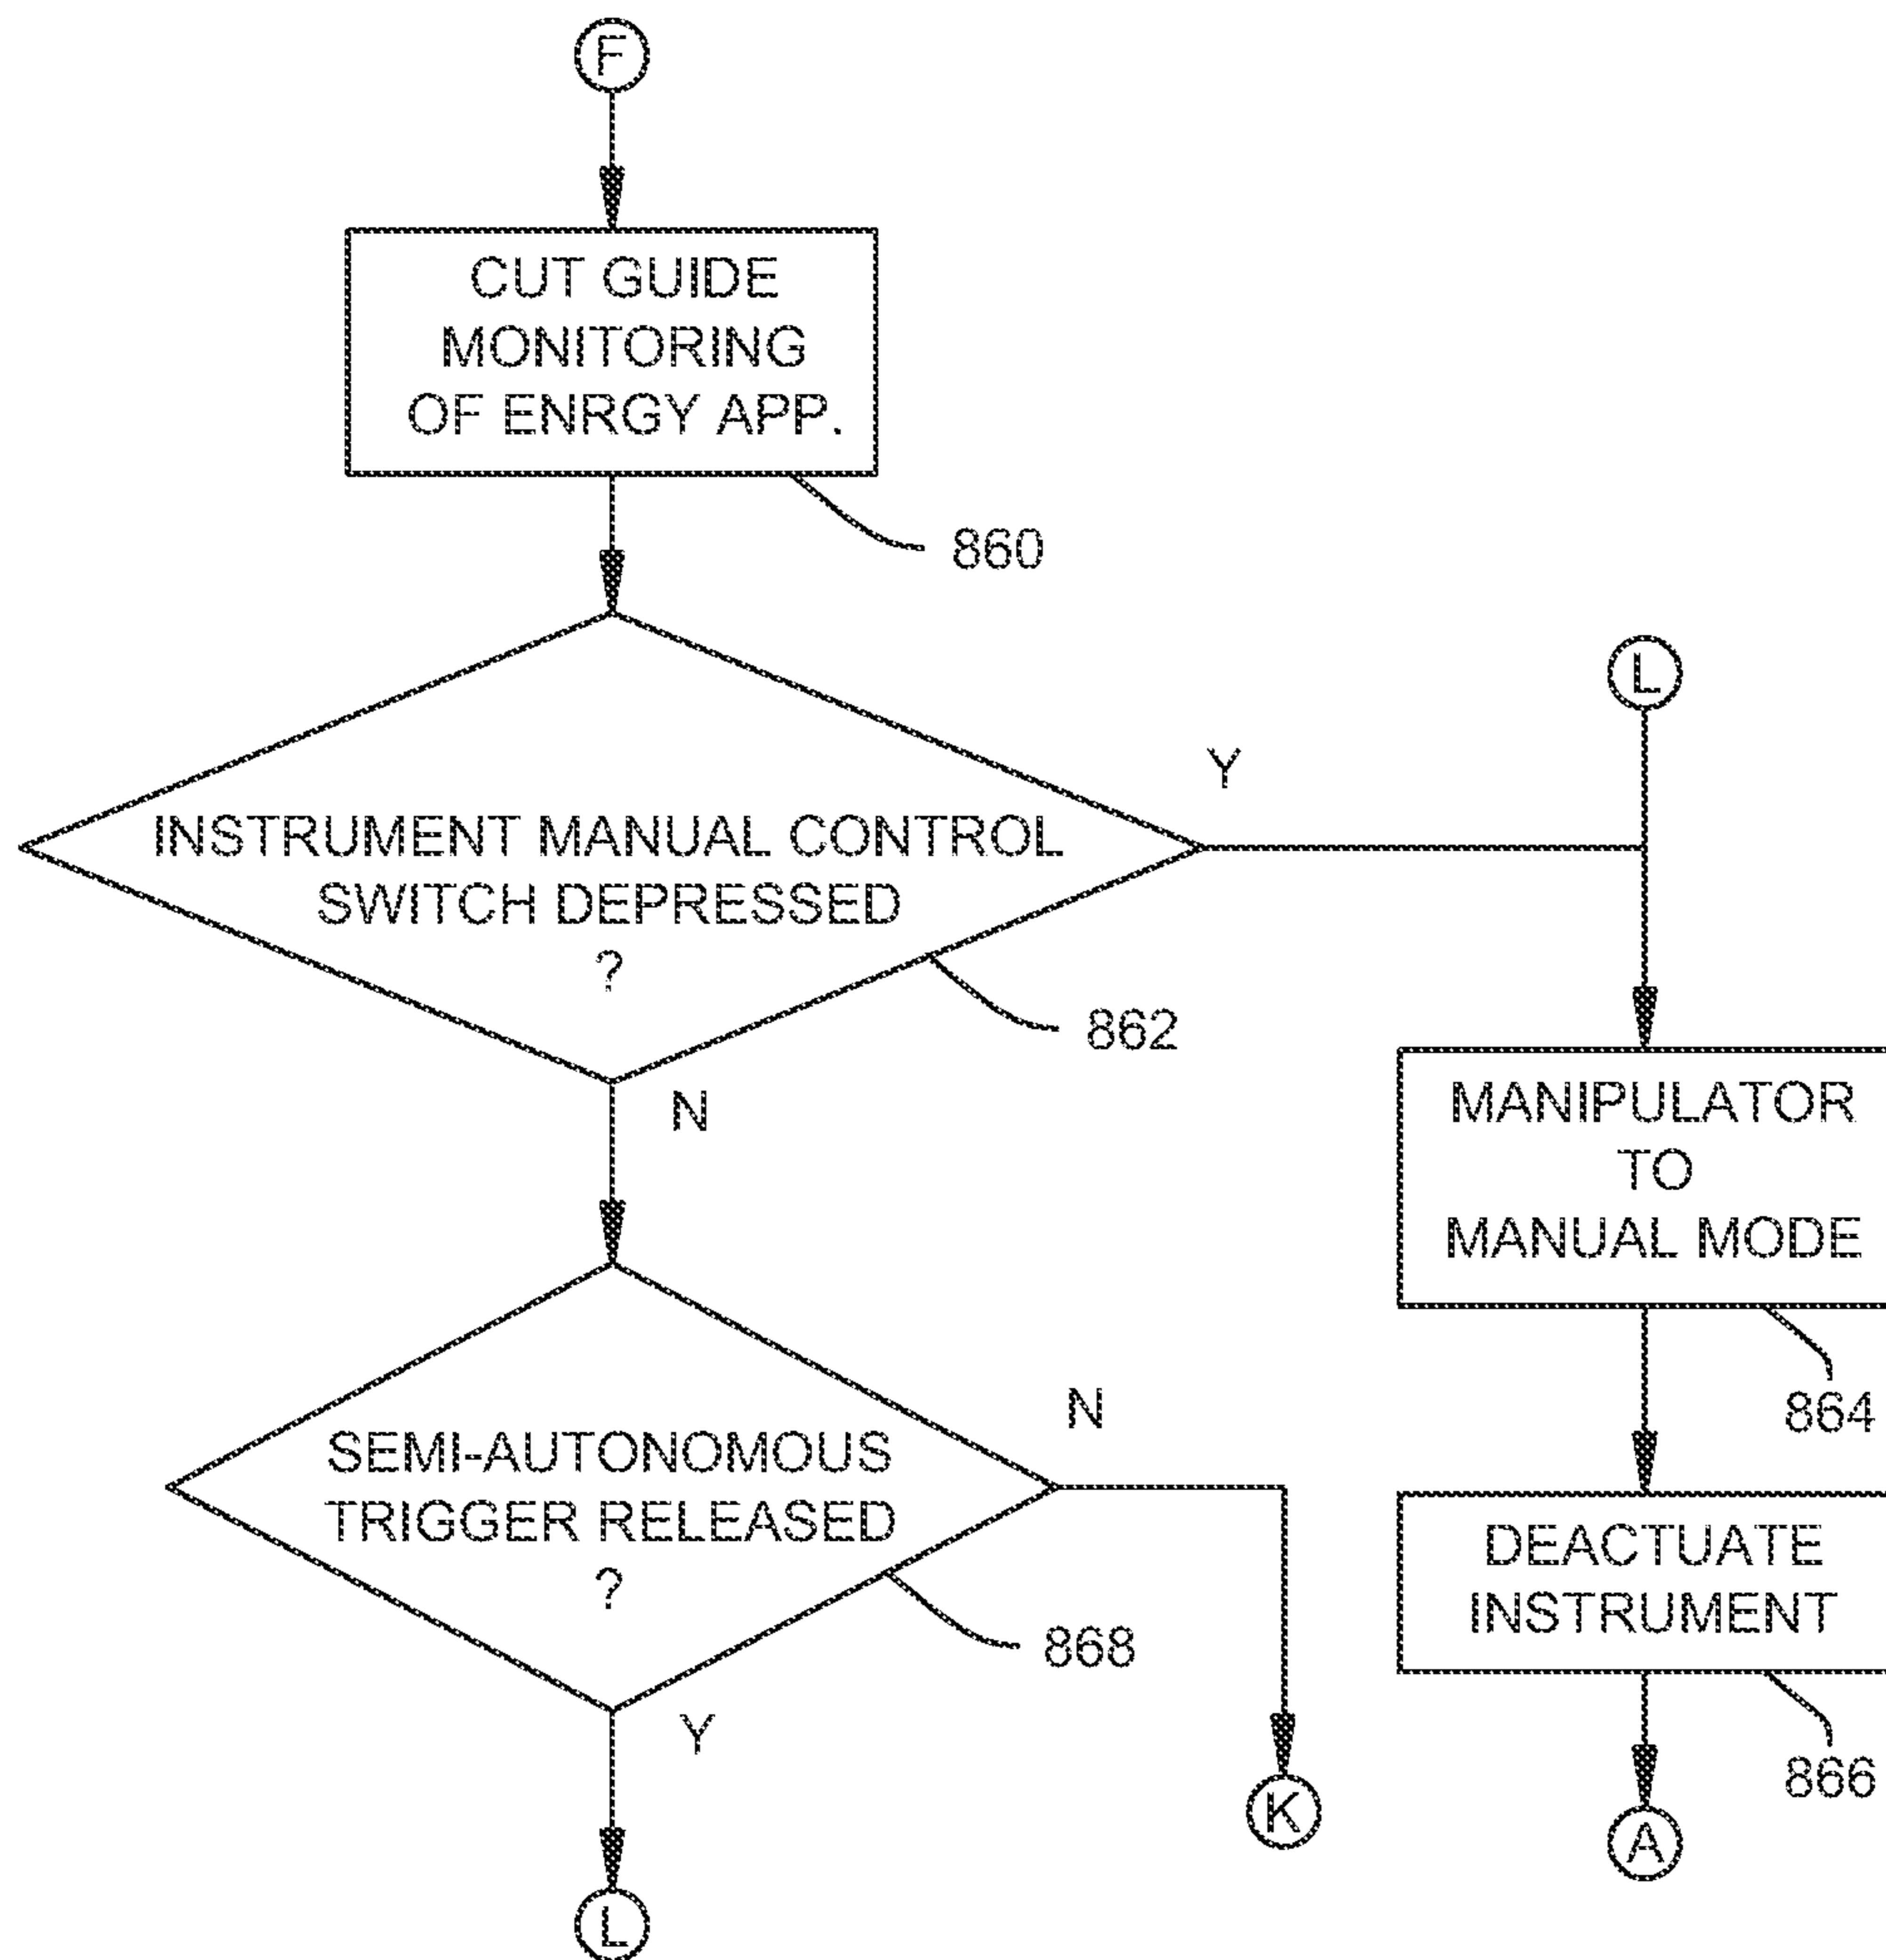 F
CUT GUIDE
MONITORING
OF ENRGY APP.
860
INSTRUMENT MANUAL CONTROL
SWITCH DEPRESSED
?
862
Y
N
L
MANIPULATOR
TO
MANUAL MODE
864
DEACTUATE
INSTRUMENT
866
A
SEMI-AUTONOMOUS
TRIGGER RELEASED
?
868
N
K
Y
L